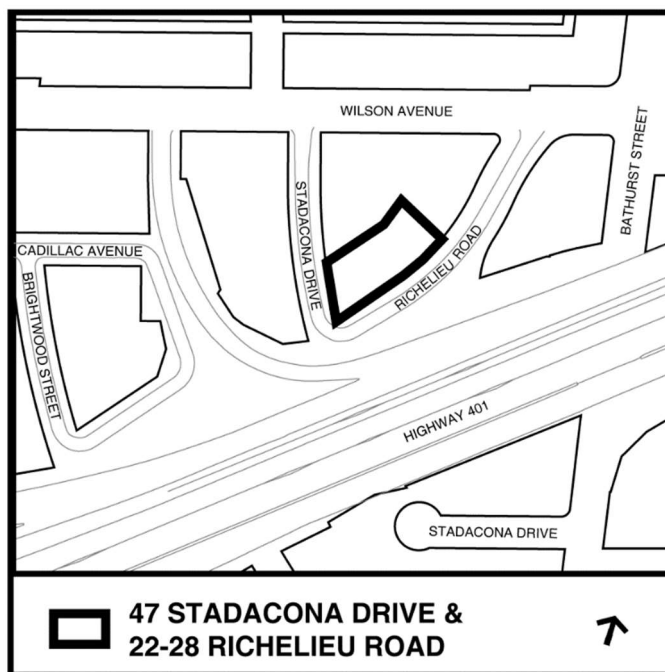 WILSON AVENUE
BATHURST STREET
STADACONA DRIVE
RICHELIEU ROAD
CADILLAC AVENUE
BRIGHTWOOD STREET
HIGHWAY 401
STADACONA DRIVE
47 STADACONA DRIVE &
22-28 RICHELIEU ROAD